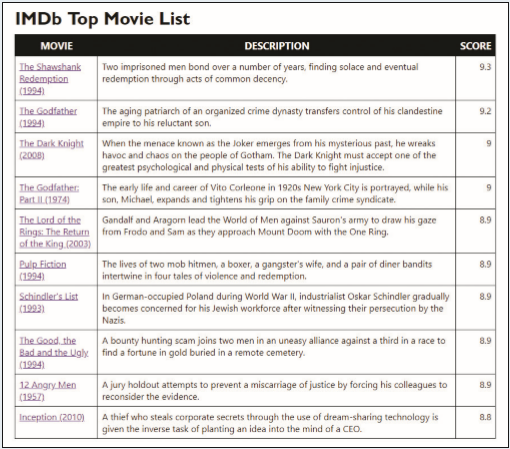 IMDb Top Movie List
MOVIE DESCRIPTION SCORE
The Shawshank
Redemption
(1994)
Two imprisoned men bond over a number of years, finding solace and eventual
redemption through acts of common decency.
9.3
The Godfather
(1994)
The aging patriarch of an organized crime dynasty transfers control of his clandestine
empire to his reluctant son.
9.2
The Dark Knight
(2008)
When the menace known as the Joker emerges from his mysterious past, he wreaks
havoc and chaos on the people of Gotham. The Dark Knight must accept one of the
greatest psychological and physical tests of his ability to fight injustice.
9
The Godfather:
Part II (1974)
The early life and career of Vito Corleone in 1920s New York City is portrayed, while his
son, Michael, expands and tightens his grip on the family crime syndicate.
9
The Lord of the
Rings: The Return
of the King (2003)
Gandalf and Aragorn lead the World of Men against Sauron's army to draw his gaze
from Frodo and Sam as they approach Mount Doom with the One Ring.
8.9
Pulp Fiction
(1994)
The lives of two mob hitmen, a boxer, a gangster's wife, and a pair of diner bandits
intertwine in four tales of violence and redemption.
8.9
Schindler's List
(1993)
In German-occupied Poland during World War II, industrialist Oskar Schindler gradually
becomes concerned for his Jewish workforce after witnessing their persecution by the
Nazis.
8.9
The Good, the
Bad and the Ugly
(1994)
A bounty hunting scam joins two men in an uneasy alliance against a third in a race to
find a fortune in gold buried in a remote cemetery.
8.9
12 Angry Men
(1957)
A jury holdout attempts to prevent a miscarriage of justice by forcing his colleagues to
reconsider the evidence.
8.9
Inception (2010)
A thief who steals corporate secrets through the use of dream-sharing technology is
given the inverse task of planting an idea into the mind of a CEO.
8.8